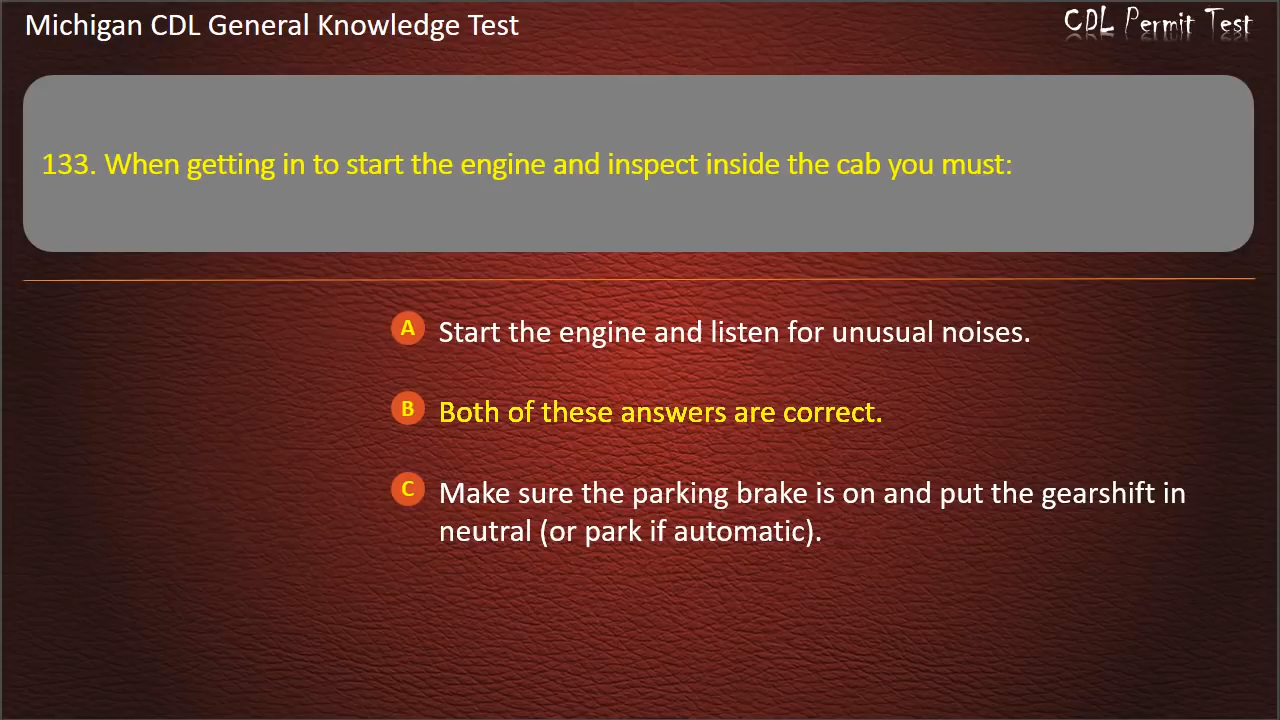 Michigan CDL General Knowledge Test
CDL Permit Test
133. When getting in to start the engine and inspect inside the cab you must:
A Start the engine and listen for unusual noises.
B Both of these answers are correct.
C Make sure the parking brake is on and put the gearshift in
neutral (or park if automatic).